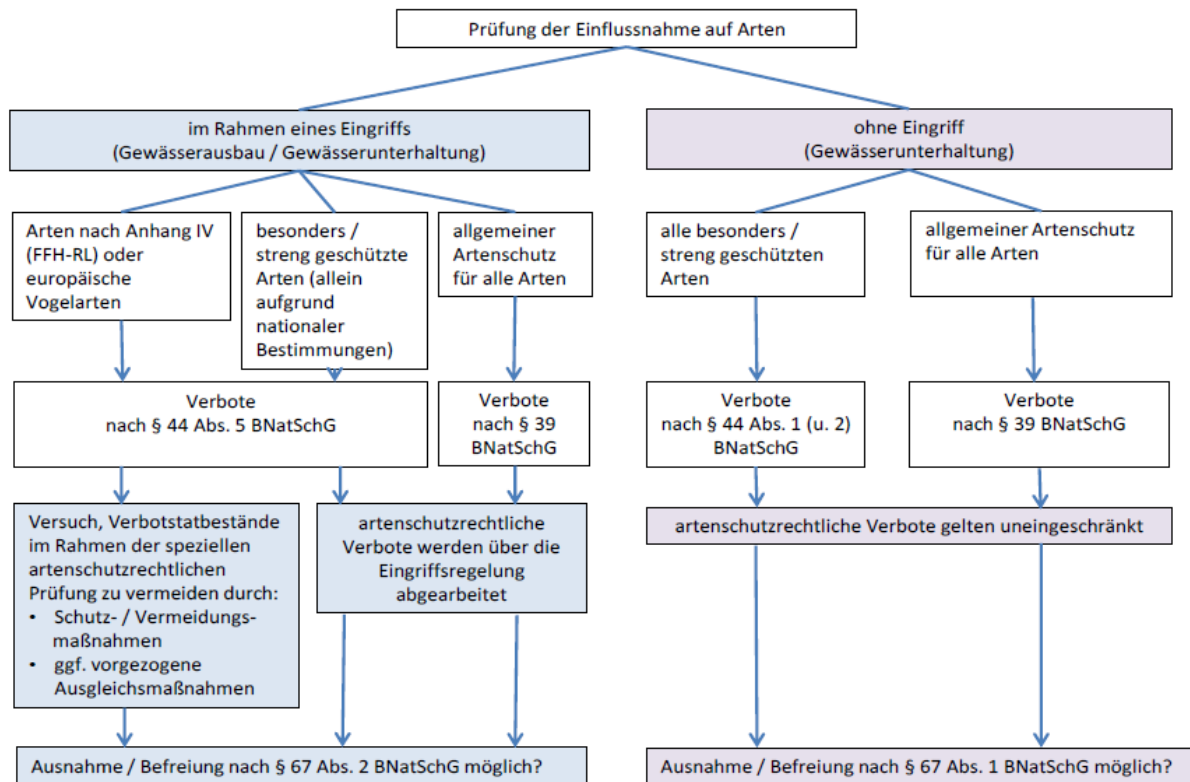 Prüfung der Einflussnahme auf Arten
im Rahmen eines Eingriffs
(Gewässerausbau / Gewässerunterhaltung)
ohne Eingriff
(Gewässerunterhaltung)
Arten nach Anhang IV
(FFH-RL) oder
europäische
Vogelarten
besonders /
streng geschützte
Arten (allein
aufgrund
nationaler
Bestimmungen)
allgemeiner
Artenschutz
für alle Arten
alle besonders /
streng geschützten
Arten
allgemeiner Artenschutz
für alle Arten
Verbote
nach § 44 Abs. 5 BNatSchG
Verbote
nach § 39
BNatSchG
Verbote
nach § 44 Abs. 1 (u. 2)
BNatSchG
Verbote
nach § 39 BNatSchG
Versuch, Verbotstatbestände
im Rahmen der speziellen
artenschutzrechtlichen
Prüfung zu vermeiden durch:
• Schutz- / Vermeidungs-
maßnahmen
• ggf. vorgezogene
Ausgleichsmaßnahmen
artenschutzrechtliche
Verbote werden über die
Eingriffsregelung
abgearbeitet
artenschutzrechtliche Verbote gelten uneingeschränkt
Ausnahme / Befreiung nach § 67 Abs. 2 BNatSchG möglich?
Ausnahme / Befreiung nach § 67 Abs. 1 BNatSchG möglich?